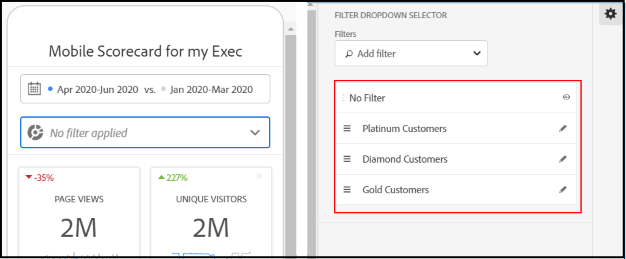 Mobile Scorecard for my Exec
Apr 2020-Jun 2020 vs. Jan 2020-Mar 2020
No filter applied
-35%
PAGE VIEWS
2M
227%
UNIQUE VISITORS
2M
FILTER DROPDOWN SELECTOR
Filters
Add filter
No Filter
Platinum Customers
Diamond Customers
Gold Customers